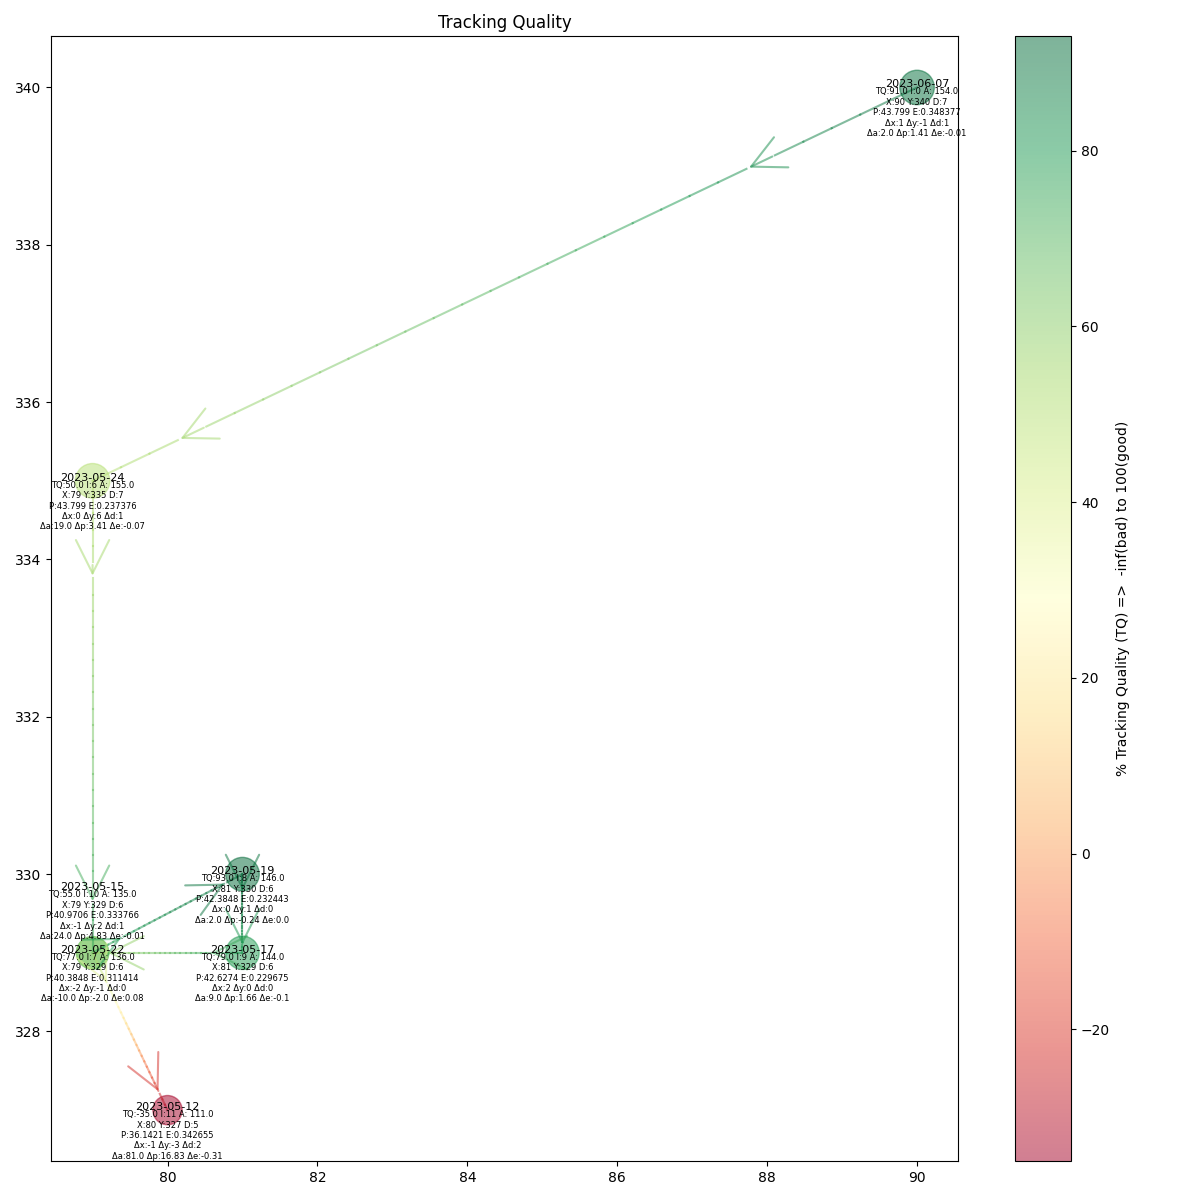 Tracking Quality
340
338
336
334
332
330
328
80
82
84
86
88
90
2023-06-07
TQ:91.0 I:0 A: 154.0
X:90 Y:340 D:7
P:43.799 E:0.348377
Δx:1 Δy:-1 Δd:1
Δa:2.0 Δp:1.41 Δe:-0.01
2023-05-24
TQ:50.0 I:6 A: 155.0
X:79 Y:335 D:7
P:43.799 E:0.237376
Δx:0 Δy:6 Δd:1
Δa:19.0 Δp:3.41 Δe:-0.07
2023-05-15
TQ:55.0 I:10 A: 135.0
X:79 Y:329 D:6
P:40.9706 E:0.333766
Δx:-1 Δy:2 Δd:1
Δa:24.0 Δp:4.83 Δe:-0.01
2023-05-22
TQ:77.0 I:7 A: 136.0
X:79 Y:329 D:6
P:40.3848 E:0.311414
Δx:-2 Δy:-1 Δd:0
Δa:-10.0 Δp:-2.0 Δe:0.08
2023-05-19
TQ:93.0 I:8 A: 146.0
X:81 Y:330 D:6
P:42.3848 E:0.232443
Δx:0 Δy:1 Δd:0
Δa:2.0 Δp:-0.24 Δe:0.0
2023-05-17
TQ:79.0 I:9 A: 144.0
X:81 Y:329 D:6
P:42.6274 E:0.229675
Δx:2 Δy:0 Δd:0
Δa:9.0 Δp:1.66 Δe:-0.1
2023-05-12
TQ:-35.0 I:11 A: 111.0
X:80 Y:327 D:5
P:36.1421 E:0.342655
Δx:-1 Δy:-3 Δd:2
Δa:81.0 Δp:16.83 Δe:-0.31
80
60
40
20
0
−20
% Tracking Quality (TQ) => -inf(bad) to 100(good)